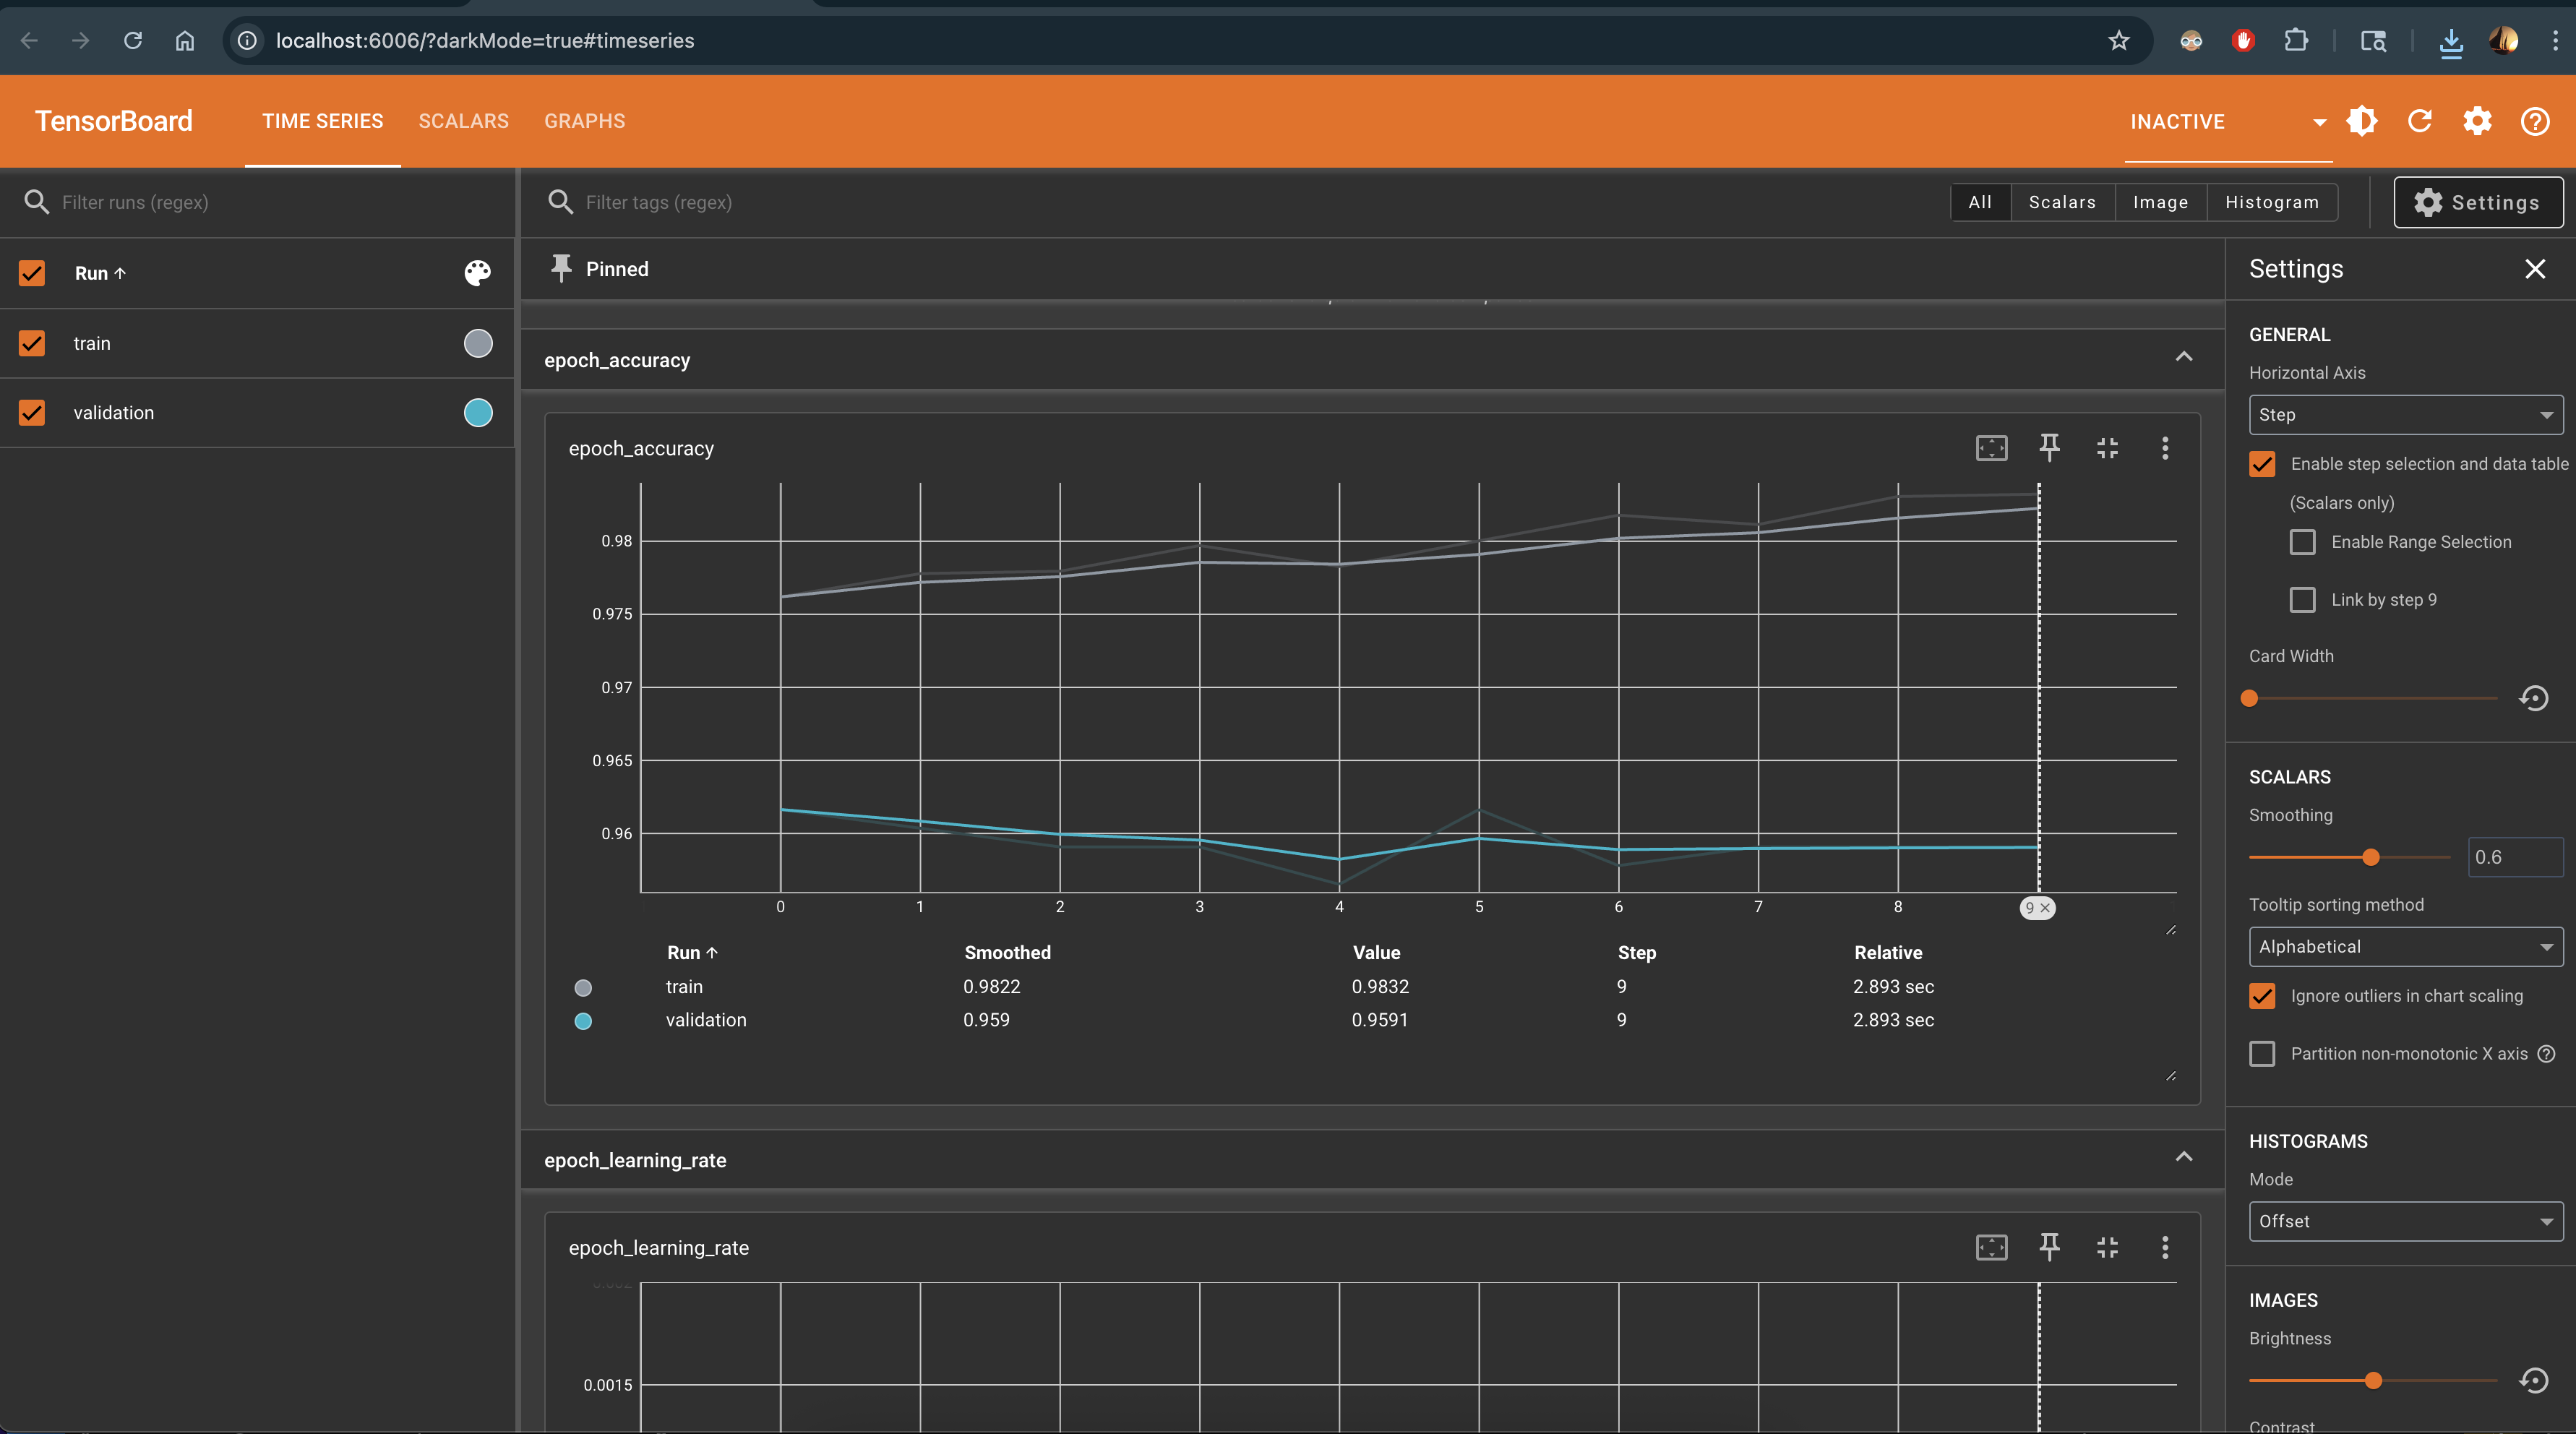 localhost:6006/?darkMode=true#timeseries
TensorBoard
TIME SERIES
SCALARS
GRAPHS
INACTIVE
Filter runs (regex)
Filter tags (regex)
All
Scalars
Image
Histogram
Settings
Run ↑
train
validation
Pinned
epoch_accuracy
epoch_accuracy
0.98
0.975
0.97
0.965
0.96
0 1 2 3 4 5 6 7 8 9 ×
Run ↑ Smoothed Value Step Relative
train 0.9822 0.9832 9 2.893 sec
validation 0.959 0.9591 9 2.893 sec
epoch_learning_rate
epoch_learning_rate
0.0015
Settings
GENERAL
Horizontal Axis
Step
Enable step selection and data table
(Scalars only)
Enable Range Selection
Link by step 9
Card Width
SCALARS
Smoothing
0.6
Tooltip sorting method
Alphabetical
Ignore outliers in chart scaling
Partition non-monotonic X axis
HISTOGRAMS
Mode
Offset
IMAGES
Brightness
Contrast